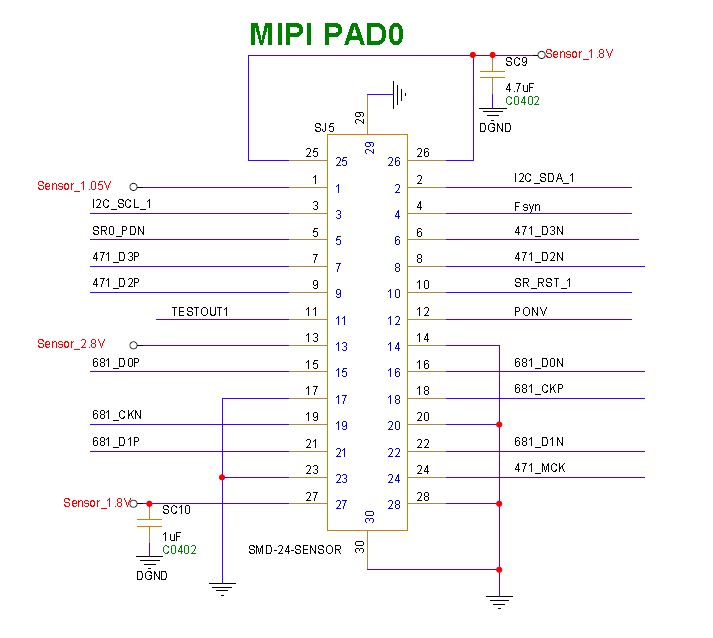 MIPI PAD0
Sensor_1.8V
SC9
4.7uF
C0402
DGND
29
SJ5
29
25 25 26 26
Sensor_1.05V 1 1 2 2 I2C_SDA_1
I2C_SCL_1 3 3 4 4 Fsyn
SR0_PDN 5 5 6 6 471_D3N
471_D3P 7 7 8 8 471_D2N
471_D2P 9 9 10 10 SR_RST_1
TESTOUT1 11 11 12 12 PONV
Sensor_2.8V 13 13 14 14
681_D0P 15 15 16 16 681_D0N
17 17 18 18 681_CKP
681_CKN 19 19 20 20
681_D1P 21 21 22 22 681_D1N
23 23 24 24 471_MCK
Sensor_1.8V 27 27 28 28
SC10
30
1uF
C0402
SMD-24-SENSOR
30
DGND